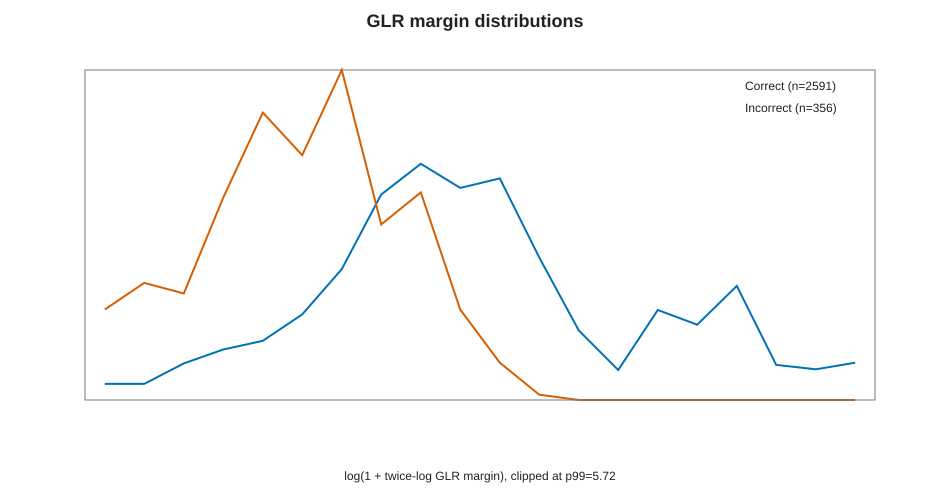 GLR margin distributions
Correct (n=2591)
Incorrect (n=356)
log(1 + twice-log GLR margin), clipped at p99=5.72